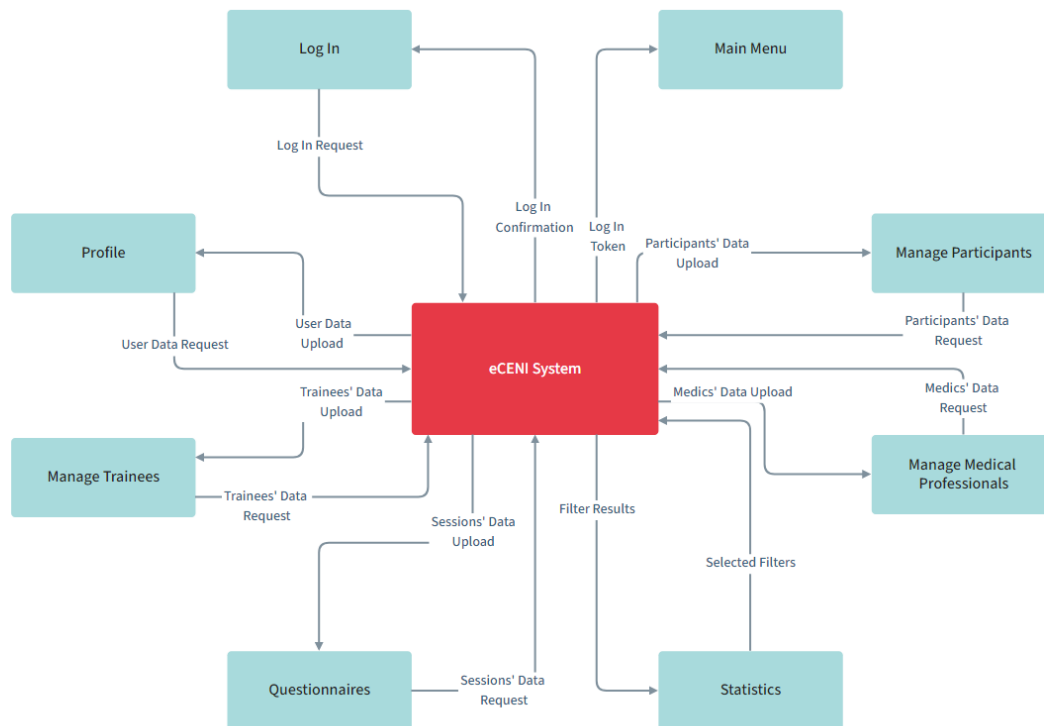 Log In
Main Menu
Log In Request
Log In
Confirmation
Log In
Token
Participants' Data
Upload
Profile
Manage Participants
User Data
Upload
User Data Request
Participants' Data
Request
eCENI System
Trainees' Data
Upload
Medics' Data Upload
Medics' Data
Request
Manage Trainees
Manage Medical
Professionals
Trainees' Data
Request
Sessions' Data
Upload
Filter Results
Selected Filters
Questionnaires
Sessions' Data
Request
Statistics